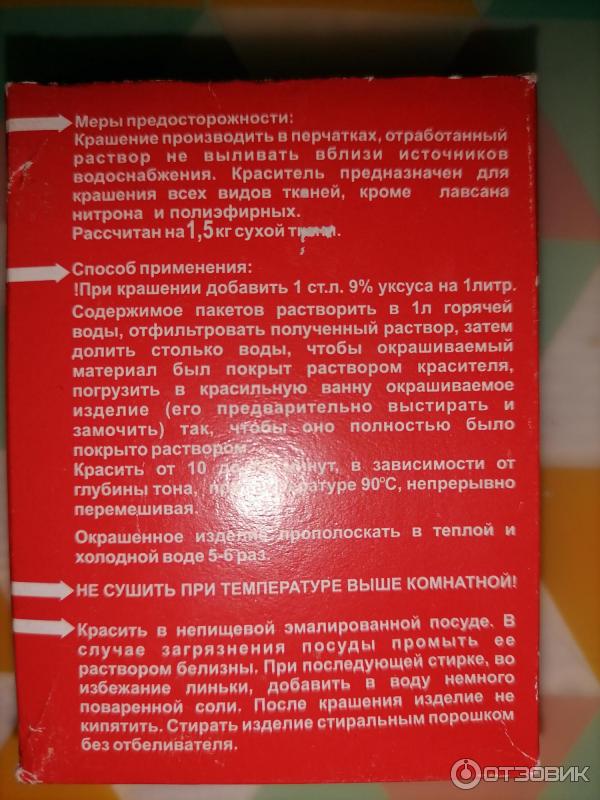 Меры предосторожности:
Крашение производить в перчатках, отработанный
раствор не выливать вблизи источников
водоснабжения. Краситель предназначен для
крашения всех видов тканей, кроме лавсана
нитрона и полиэфирных.
Рассчитан на 1,5 кг сухой ткани.
Способ применения:
!При крашении добавить 1 ст.л. 9% уксуса на 1литр.
Содержимое пакетов растворить в 1л горячей
воды, отфильтровать полученный раствор, затем
долить столько воды, чтобы окрашиваемый
материал был покрыт раствором красителя,
погрузить в красильную ванну окрашиваемое
изделие (его предварительно выстирать и
замочить) так, чтобы оно полностью было
покрыто раствором.
Красить от 10 до минут, в зависимости от
глубины тона, при температуре 90°С, непрерывно
перемешивая.
Окрашенное изделие прополоскать в теплой и
холодной воде 5-6 раз.
НЕ СУШИТЬ ПРИ ТЕМПЕРАТУРЕ ВЫШЕ КОМНАТНОЙ!
Красить в непищевой эмалированной посуде. В
случае загрязнения посуды промыть ее
раствором белизны. При последующей стирке, во
избежание линьки, добавить в воду немного
поваренной соли. После крашения изделие не
кипятить. Стирать изделие стиральным порошком
без отбеливателя.
ОТЗОВИК